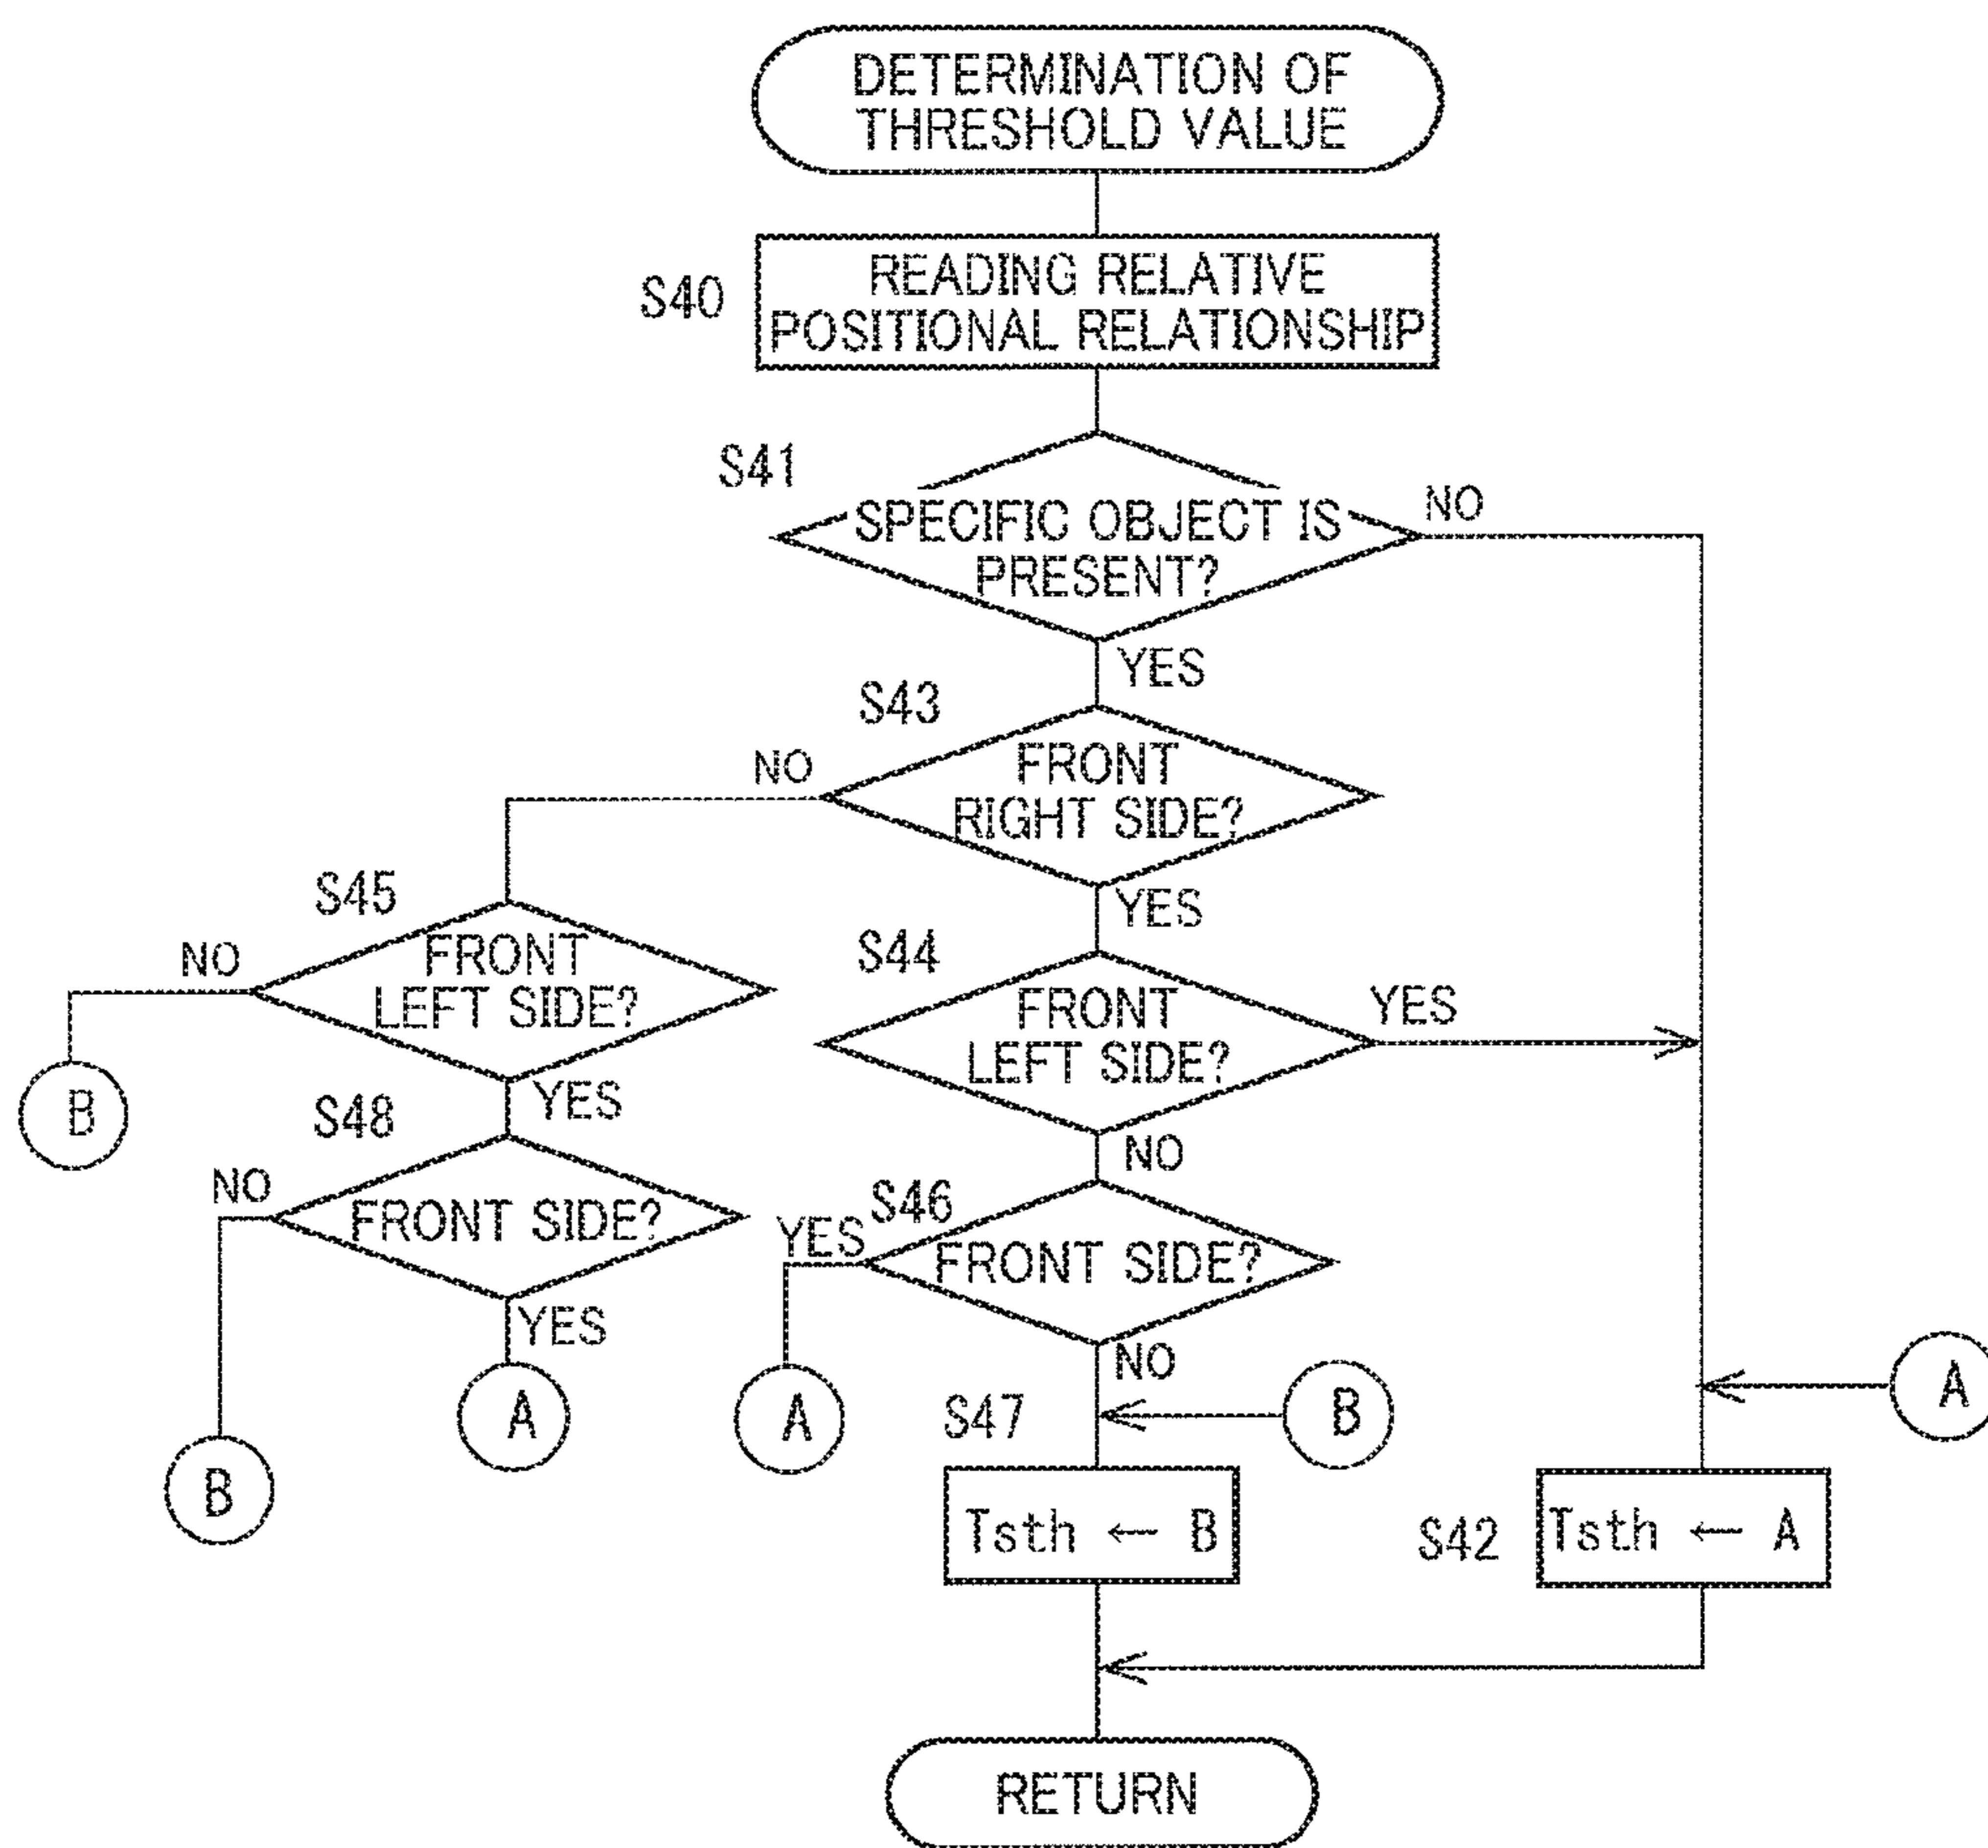 DETERMINATION OF
THRESHOLD VALUE
S40
READING RELATIVE
POSITIONAL RELATIONSHIP
S41
SPECIFIC OBJECT IS
PRESENT?
NO
YES
S43
FRONT
RIGHT SIDE?
NO
YES
S45
FRONT
LEFT SIDE?
NO
YES
S44
FRONT
LEFT SIDE?
YES
NO
B
S48
FRONT SIDE?
NO
YES
S46
FRONT SIDE?
YES
NO
B
A
A
S47
B
A
Tsth ← B
S42
Tsth ← A
RETURN